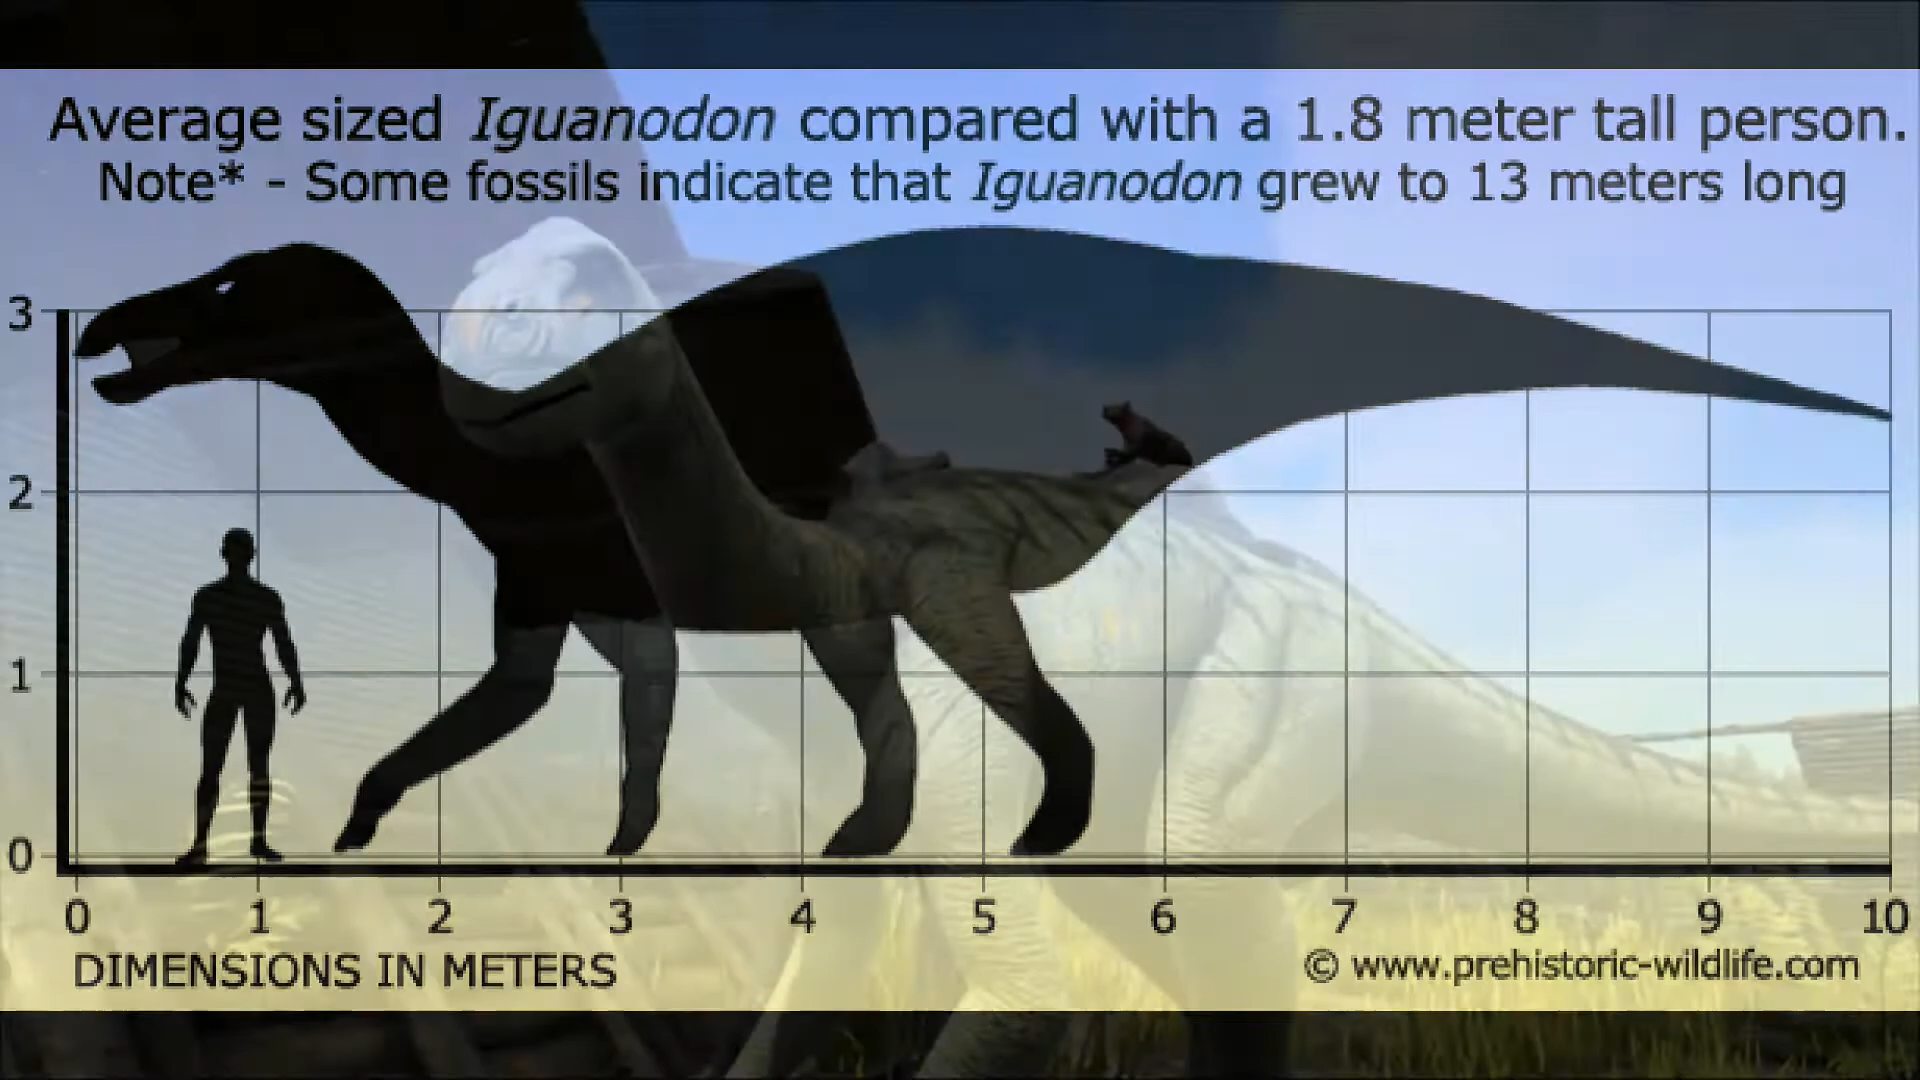 Average sized Iguanodon compared with a 1.8 meter tall person.
Note* - Some fossils indicate that Iguanodon grew to 13 meters long
3
2
1
0
0 1 2 3 4 5 6 7 8 9 10
DIMENSIONS IN METERS
© www.prehistoric-wildlife.com